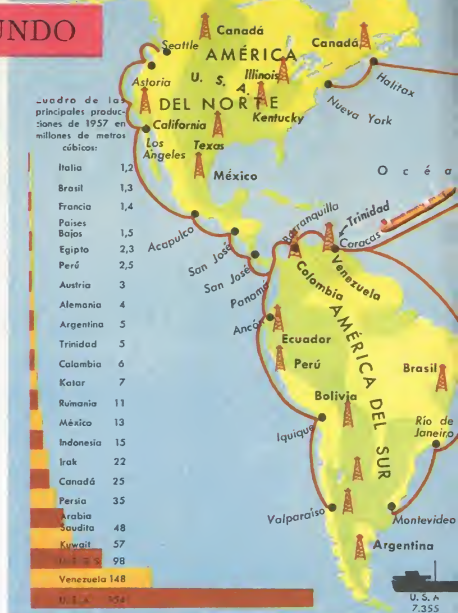 UNDO
Canadá
Canadá
Seattle
AMÉRICA
Halifax
Astoria
U. S. A.
Illinois
DEL NORTE
Nueva York
Kentucky
California
Los Ángeles
Texas
México
cuadro de las
principales produc-
ciones de 1957 en
millones de metros
cúbicos:
Italia 1,2
Brasil 1,3
Francia 1,4
Paises
Bajos 1,5
Egipto 2,3
Perú 2,5
Austria 3
Alemania 4
Argentina 5
Trinidad 5
Colombia 6
Katar 7
Rumania 11
México 13
Indonesia 15
Irak 22
Canadá 25
Persia 35
Arabia
Saudita 48
Kuwait 57
U.R.S.S. 98
Venezuela 148
U.S.A.
O c é a
Acapulco
San José
San José
Panamá
Barranquilla
Trinidad
Caracas
Colombia
Venezuela
Ancón
Ecuador
Perú
AMÉRICA DEL SUR
Brasil
Bolivia
Iquique
Río de
Janeiro
Valparaíso
Montevideo
Argentina
U. S. A
7.355